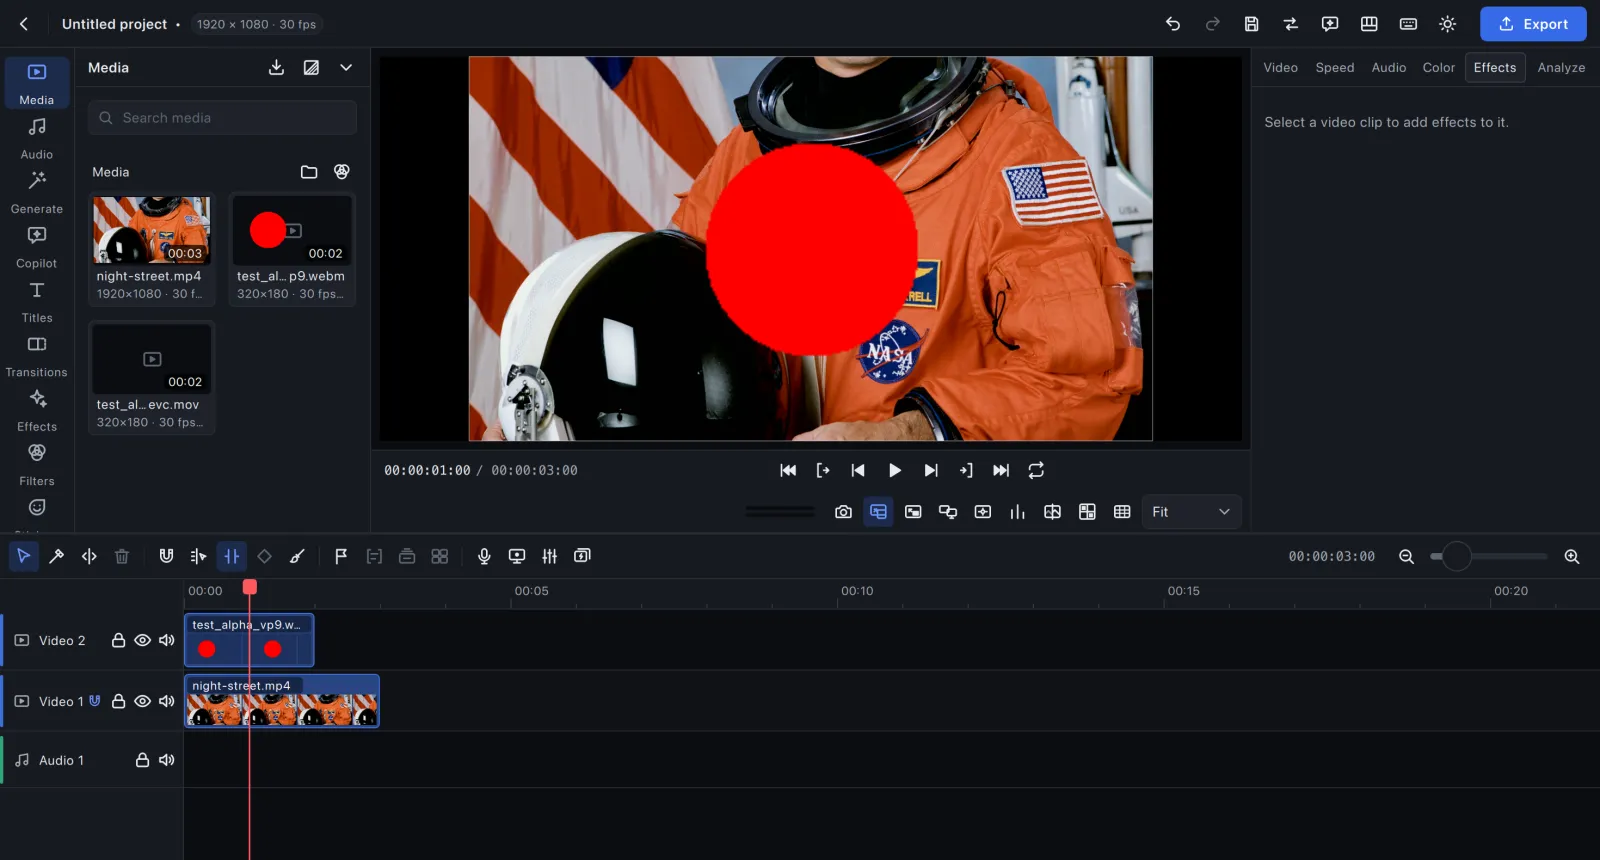 Untitled project • 1920 × 1080 · 30 fps
Export
Media
Audio
Generate
Copilot
Titles
Transitions
Effects
Filters
Media
Search media
Media
00:03
night-street.mp4
1920×1080 · 30 f...
00:02
test_al...p9.webm
320×180 · 30 fps...
00:02
test_al...evc.mov
320×180 · 30 fps...
USA
RELL
NASA
00:00:01:00 / 00:00:03:00
Fit
Video Speed Audio Color Effects Analyze
Select a video clip to add effects to it.
00:00:03:00
00:00 00:05 00:10 00:15 00:20
Video 2
test_alpha_vp9.w...
Video 1
night-street.mp4
Audio 1